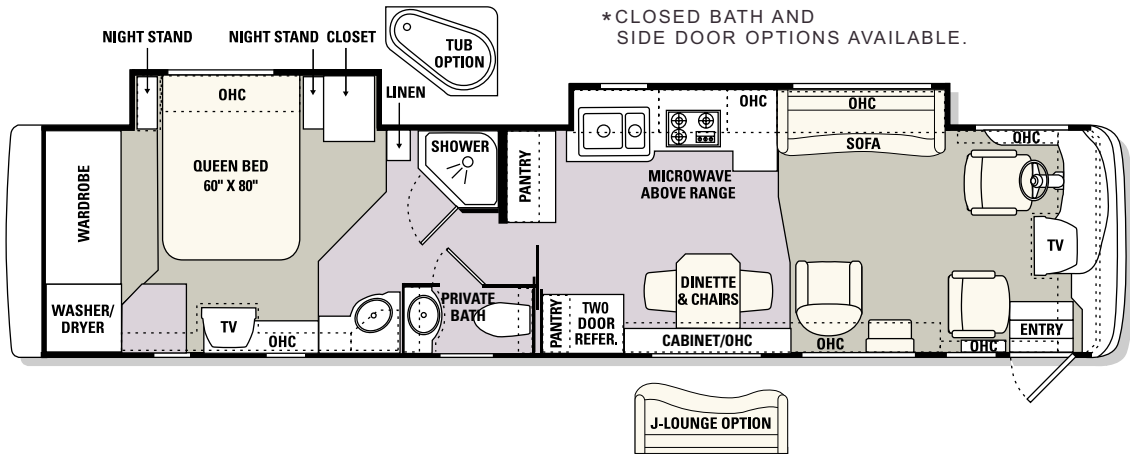 *CLOSED BATH AND
SIDE DOOR OPTIONS AVAILABLE.
NIGHT STAND
NIGHT STAND
CLOSET
TUB
OPTION
LINEN
OHC
QUEEN BED
60" X 80"
WARDROBE
WASHER/
DRYER
TV
OHC
SHOWER
PRIVATE
BATH
PANTRY
OHC
MICROWAVE
ABOVE RANGE
OHC
SOFA
OHC
TV
DINETTE
& CHAIRS
PANTRY
TWO
DOOR
REFER.
CABINET/OHC
OHC
OHC
ENTRY
J-LOUNGE OPTION